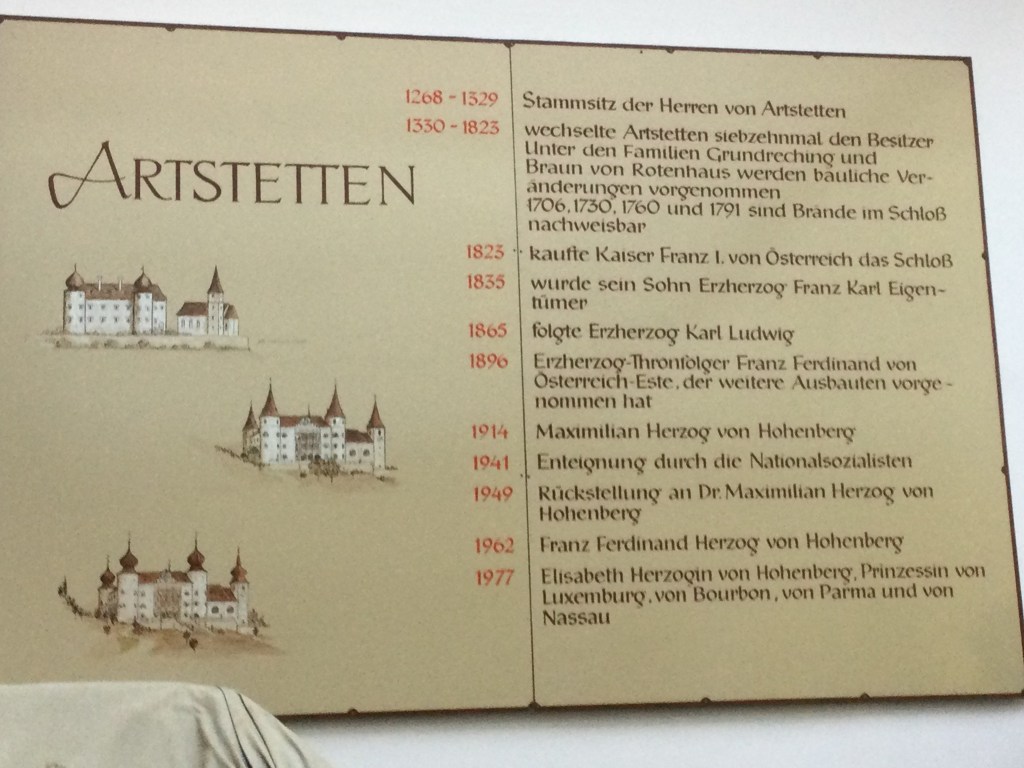 ARTSTETTEN
1268 - 1329 Stammsitz der Herren von Artstetten
1330 - 1823 wechselte Artstetten siebzehnmal den Besitzer
Unter den Familien Grundreching und
Braun von Rotenhaus werden bauliche Ver-
änderungen vorgenommen
1706, 1730, 1760 und 1791 sind Brände im Schloß
nachweisbar
1823 kaufte Kaiser Franz I. von Österreich das Schloß
1835 wurde sein Sohn Erzherzog Franz Karl Eigen-
tümer
1865 folgte Erzherzog Karl Ludwig
1896 Erzherzog-Thronfolger Franz Ferdinand von
Österreich-Este, der weitere Ausbauten vorge-
nommen hat
1914 Maximilian Herzog von Hohenberg
1941 Enteignung durch die Nationalsozialisten
1949 Rückstellung an Dr. Maximilian Herzog von
Hohenberg
1962 Franz Ferdinand Herzog von Hohenberg
1977 Elisabeth Herzogin von Hohenberg, Prinzessin von
Luxemburg, von Bourbon, von Parma und von
Nassau